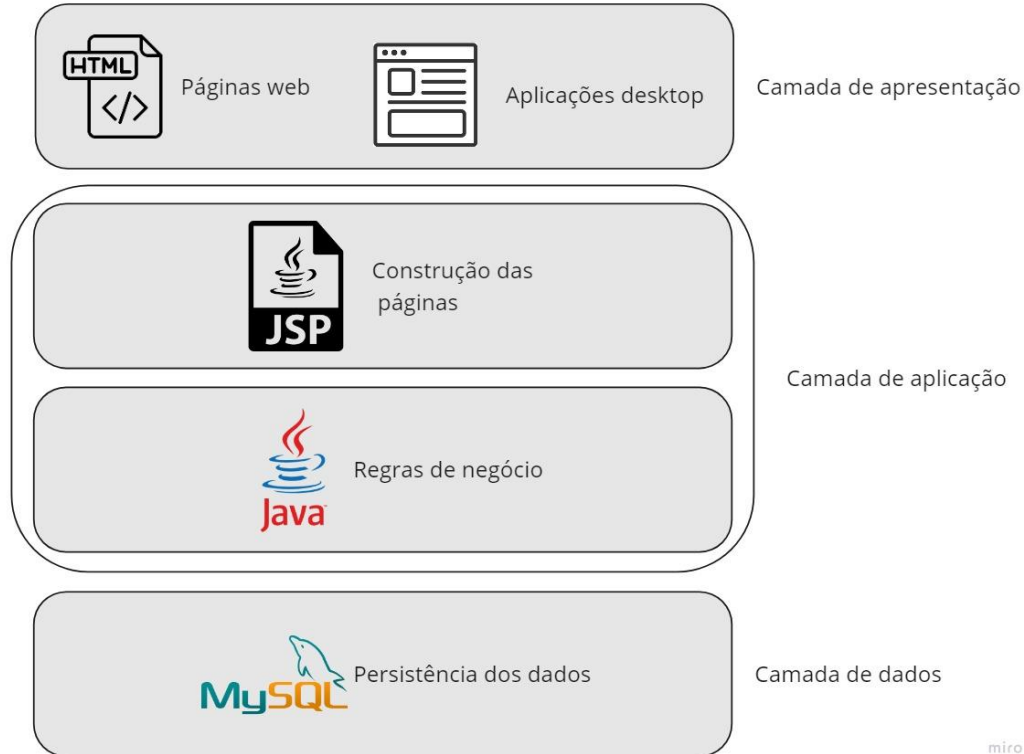 HTML
</>
Páginas web
Aplicações desktop
Camada de apresentação
JSP
Construção das
páginas
Camada de aplicação
Java
Regras de negócio
MySQL
Persistência dos dados
Camada de dados
miro